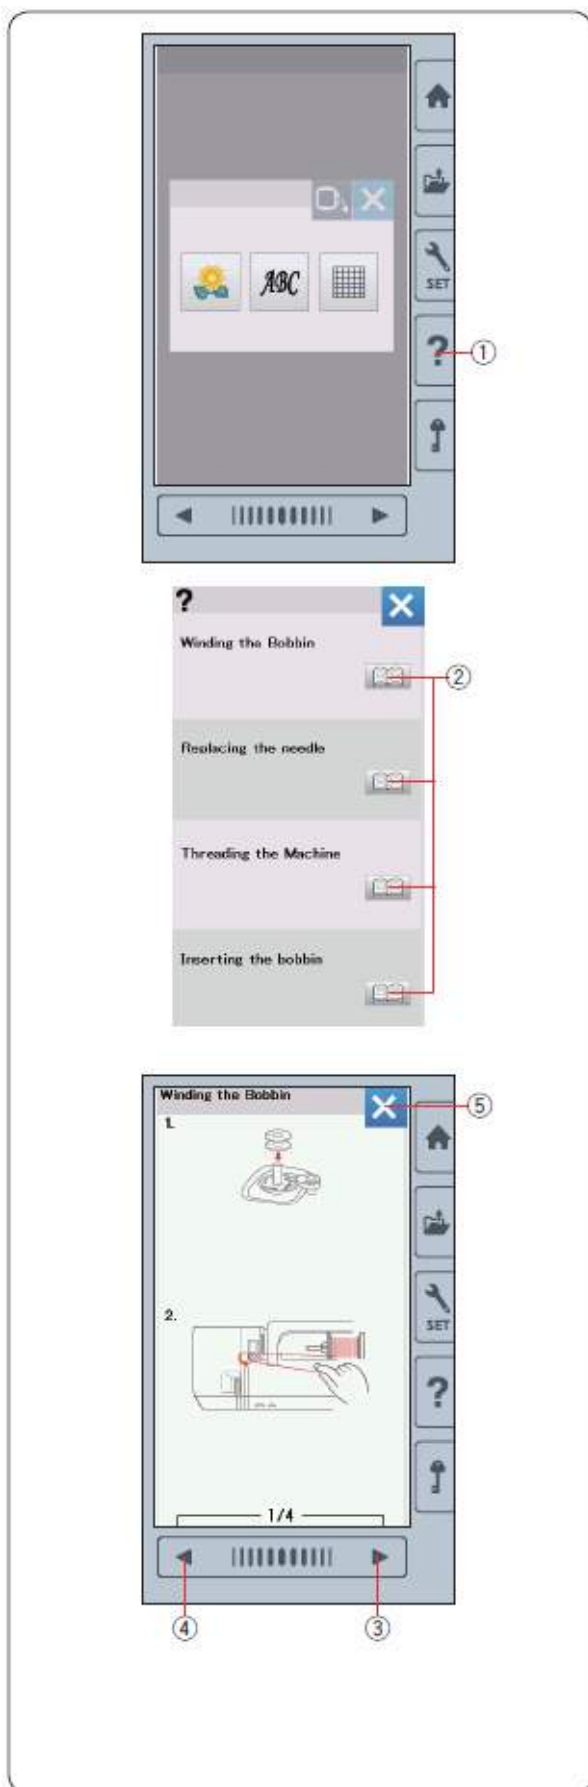 ABC
SET
?
①
?
Winding the Bobbin
②
Replacing the needle
Threading the Machine
Inserting the bobbin
Winding the Bobbin
⑤
1.
2.
SET
?
1/4
④
③